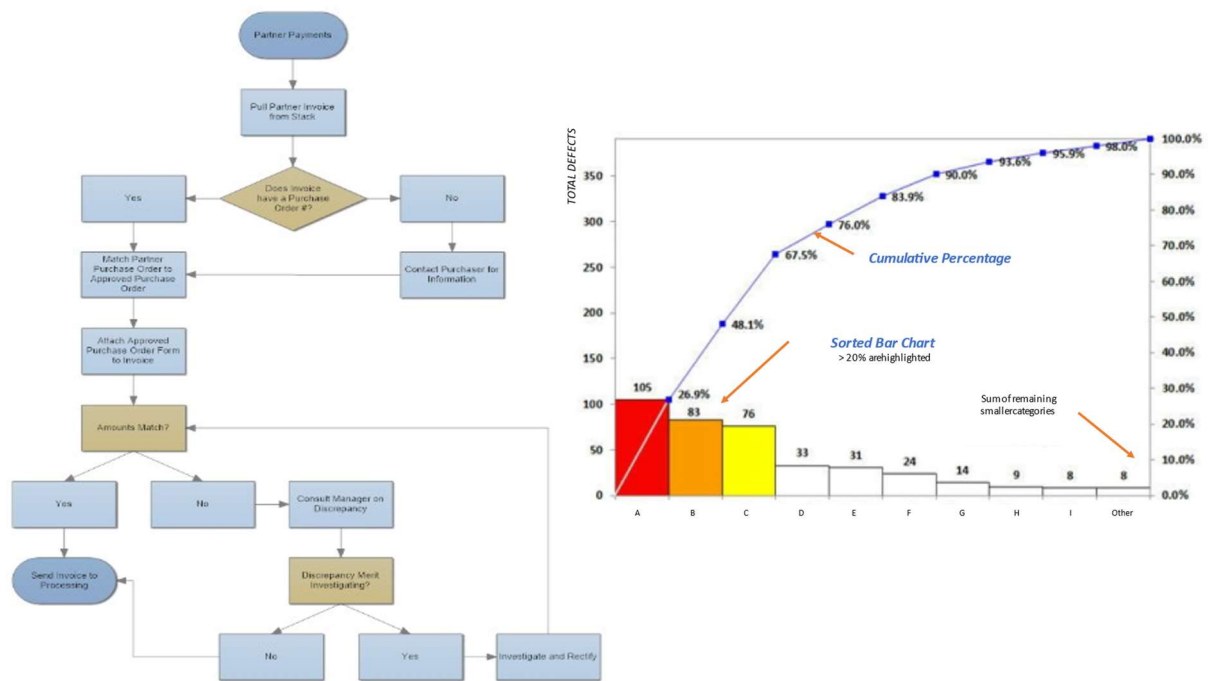 Partner Payments
Pull Partner Invoice
from Stack
Does Invoice
have a Purchase
Order #?
Yes
No
Match Partner
Purchase Order to
Approved Purchase
Order
Contact Purchaser for
Information
Attach Approved
Purchase Order Form
to Invoice
Amounts Match?
Yes
No
Consult Manager on
Discrepancy
Send Invoice to
Processing
Discrepancy Merit
Investigating?
No
Yes
Investigate and Rectify
TOTAL DEFECTS
350
300
250
200
150
100
50
0
100.0%
90.0%
80.0%
70.0%
60.0%
50.0%
40.0%
30.0%
20.0%
10.0%
0.0%
26.9%
48.1%
67.5%
76.0%
83.9%
90.0%
93.6%
95.9%
98.0%
Cumulative Percentage
Sorted Bar Chart
> 20% arehighlighted
Sum of remaining
smallercategories
105
83
76
33
31
24
14
9
8
8
A
B
C
D
E
F
G
H
I
Other